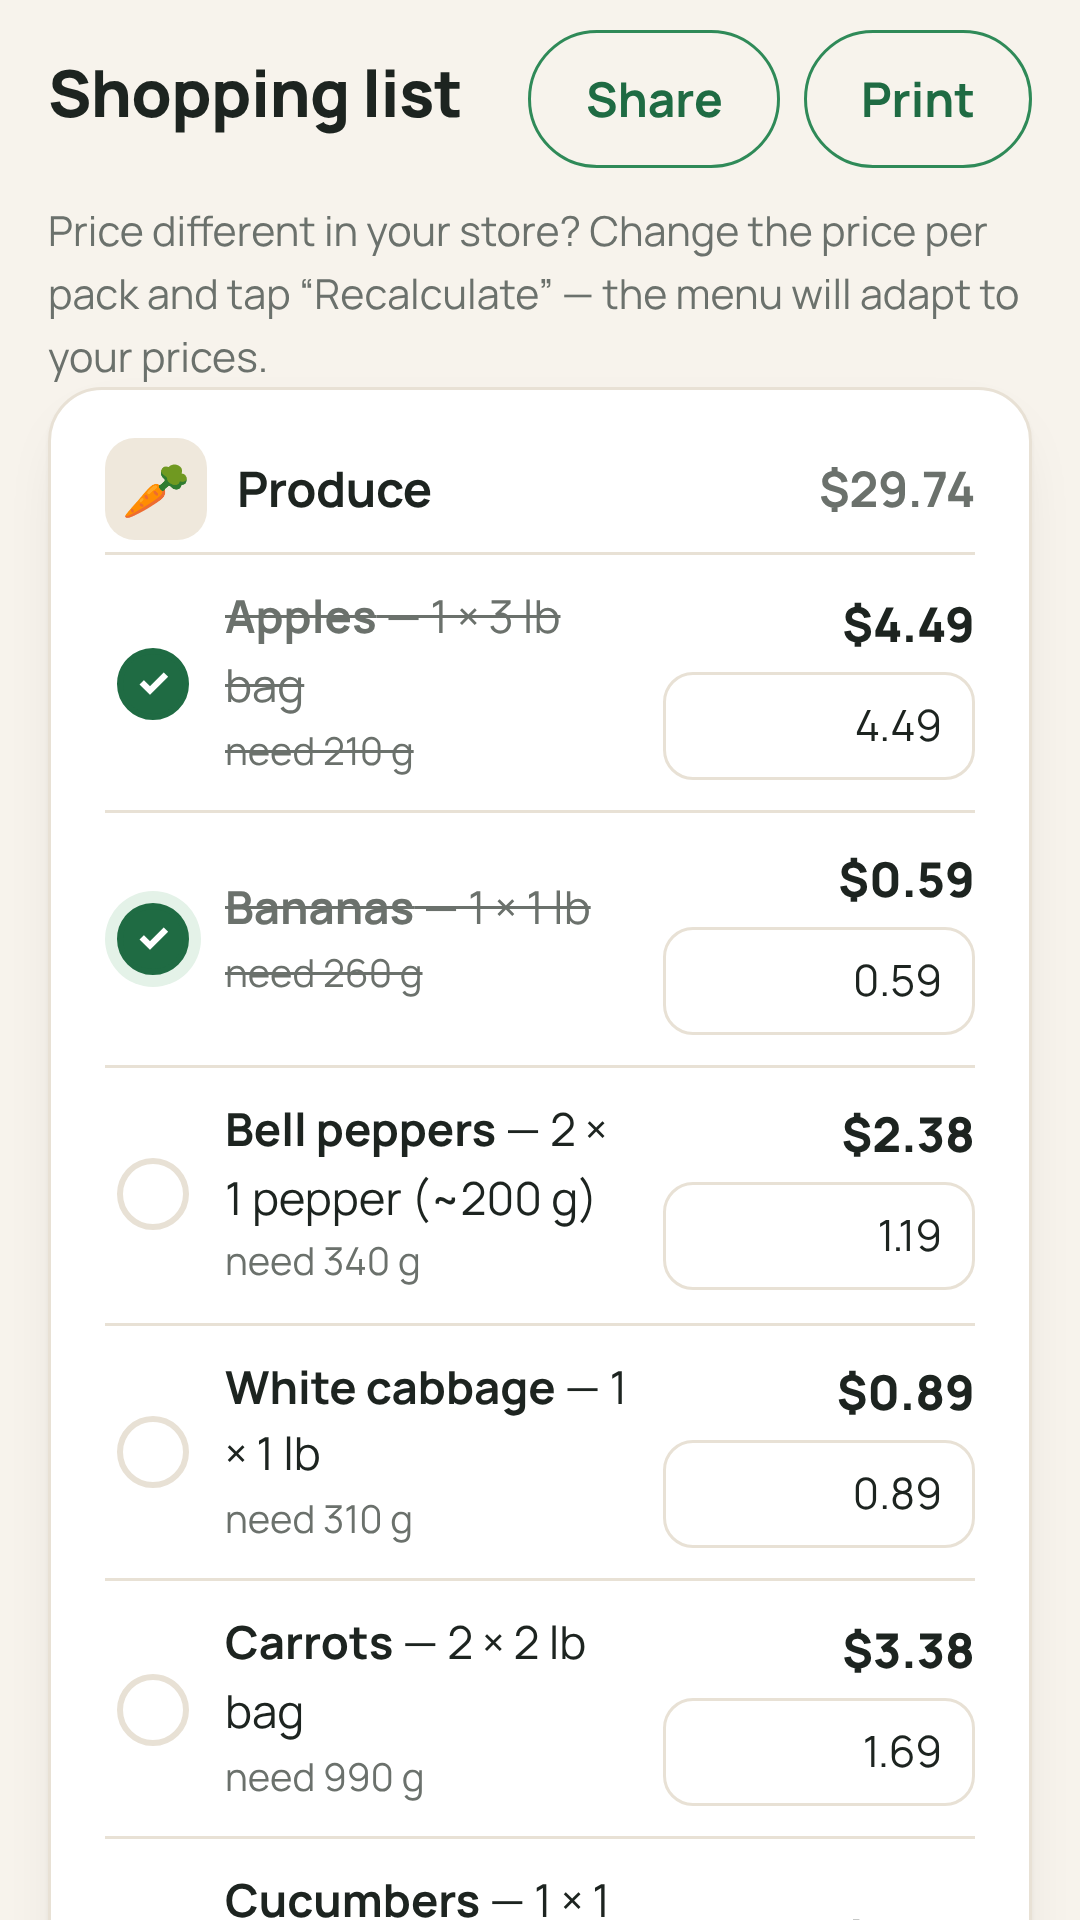 Shopping list
Share
Print
Price different in your store? Change the price per
pack and tap “Recalculate” — the menu will adapt to
your prices.
Produce
$29.74
Apples — 1 × 3 lb
bag
need 210 g
$4.49
4.49
Bananas — 1 × 1 lb
need 260 g
$0.59
0.59
Bell peppers — 2 ×
1 pepper (~200 g)
need 340 g
$2.38
1.19
White cabbage — 1
× 1 lb
need 310 g
$0.89
0.89
Carrots — 2 × 2 lb
bag
need 990 g
$3.38
1.69
Cucumbers — 1 × 1